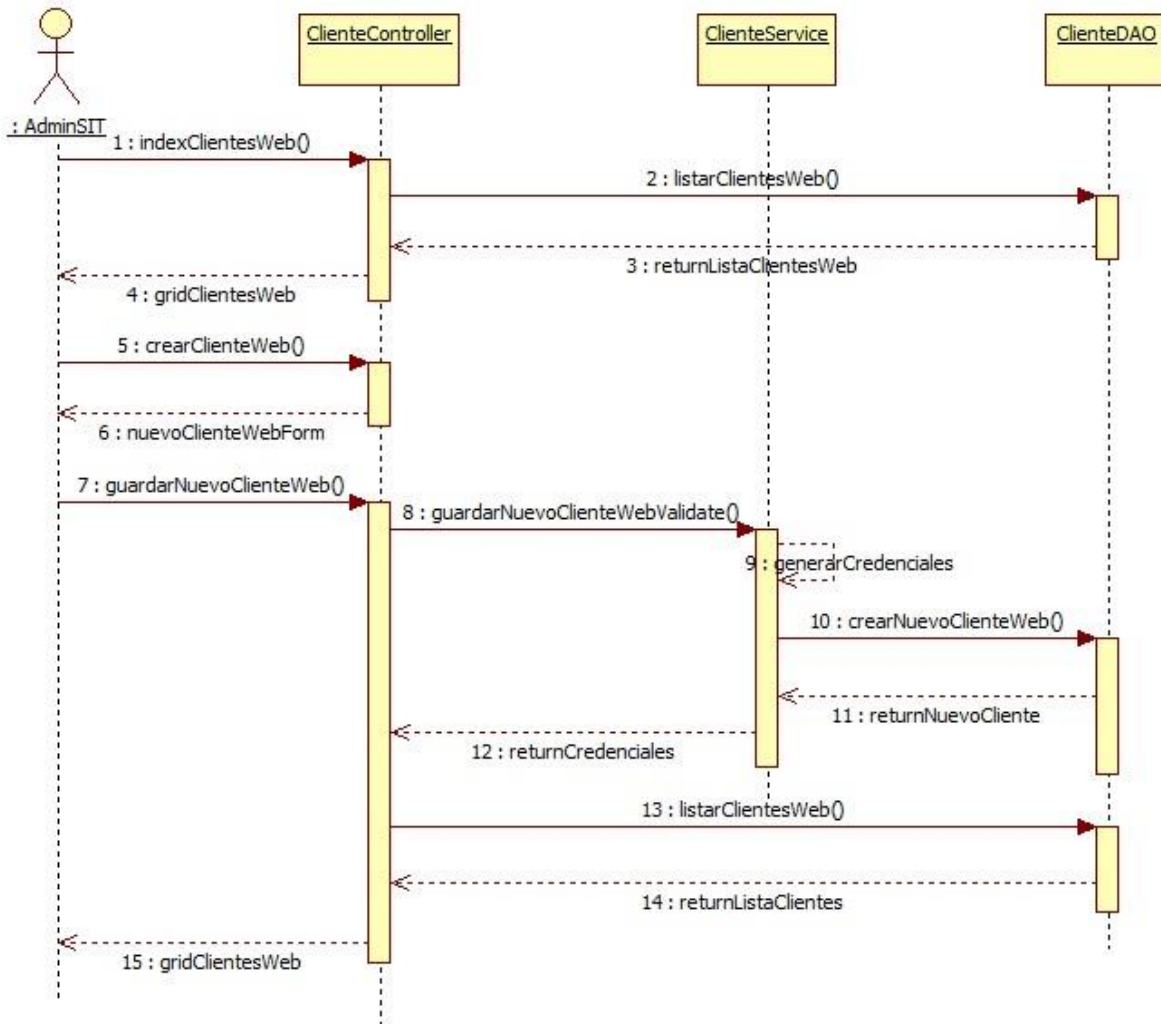 ClienteController
ClienteService
ClienteDAO
: AdminSIT
1 : indexClientesWeb()
2 : listarClientesWeb()
3 : returnListaClientesWeb
4 : gridClientesWeb
5 : crearClienteWeb()
6 : nuevoClienteWebForm
7 : guardarNuevoClienteWeb()
8 : guardarNuevoClienteWebValidate()
9 : generarCredenciales
10 : crearNuevoClienteWeb()
11 : returnNuevoCliente
12 : returnCredenciales
13 : listarClientesWeb()
14 : returnListaClientes
15 : gridClientesWeb